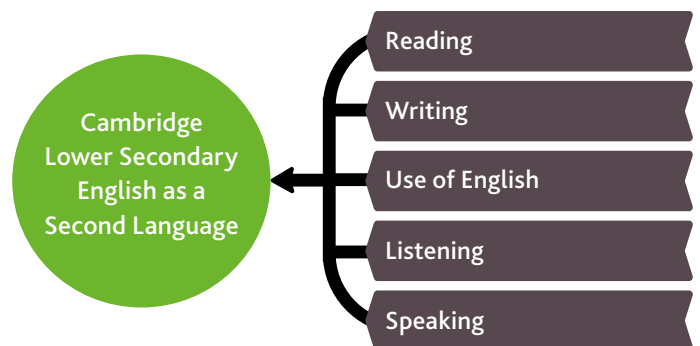 Cambridge
Lower Secondary
English as a
Second Language
Reading
Writing
Use of English
Listening
Speaking